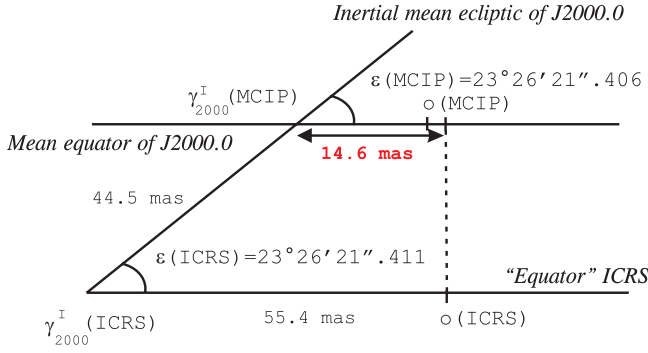 Inertial mean ecliptic of J2000.0
ε(MCIP)=23°26′21″.406
γ^I_2000(MCIP)
o(MCIP)
Mean equator of J2000.0
14.6 mas
44.5 mas
ε(ICRS)=23°26′21″.411
“Equator” ICRS
γ^I_2000(ICRS)
55.4 mas
o(ICRS)